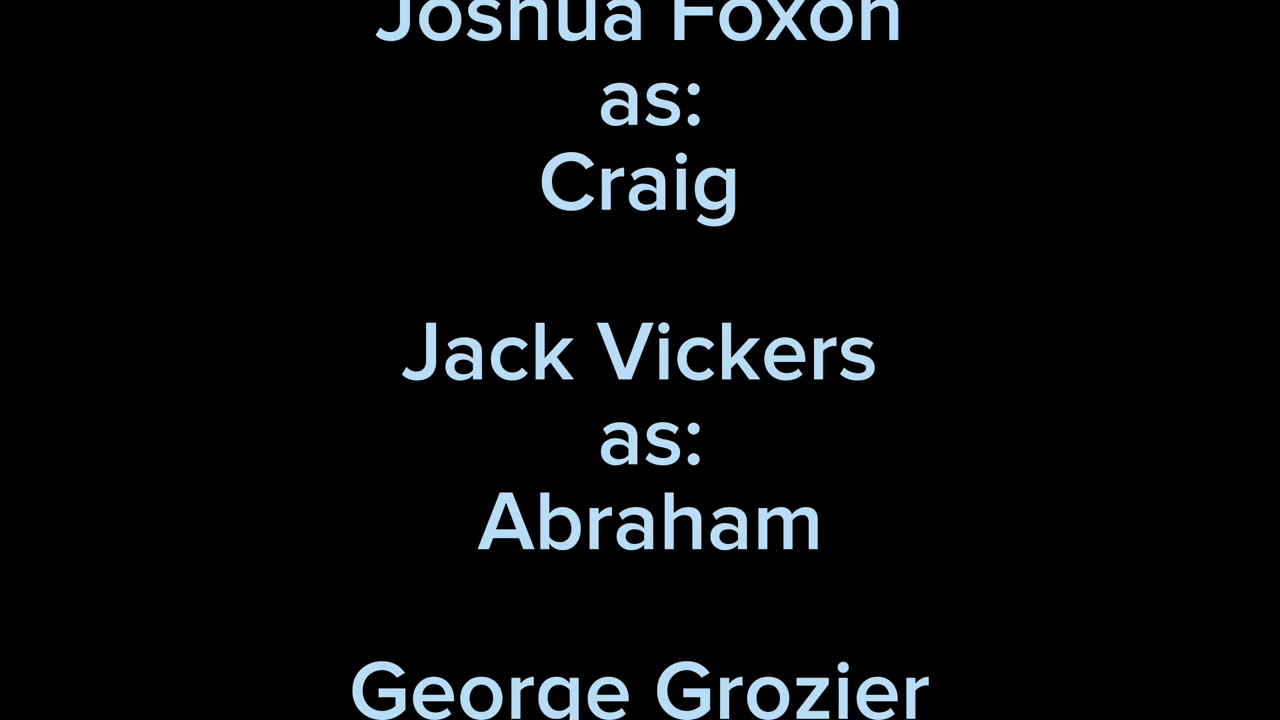 Joshua Foxon
as:
Craig
Jack Vickers
as:
Abraham
George Grozier